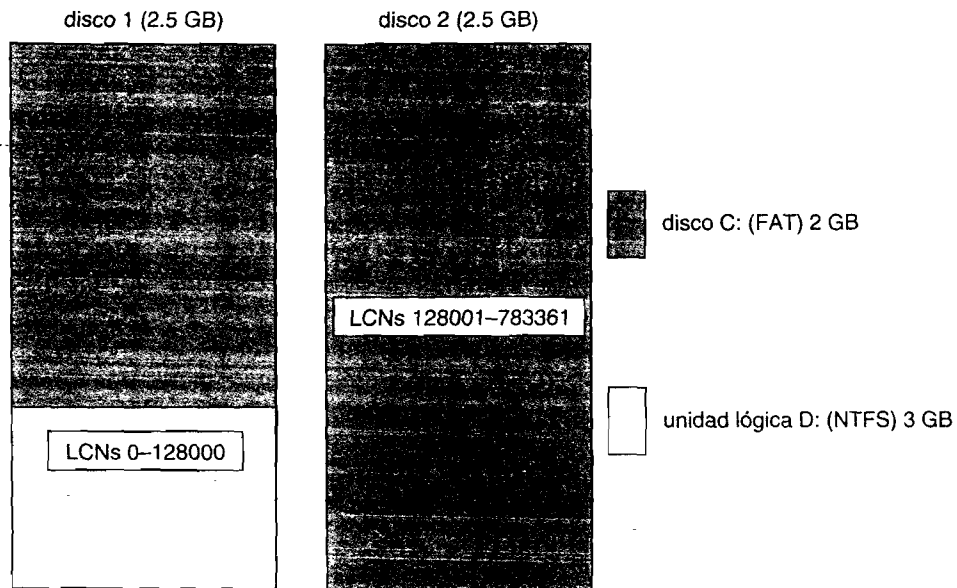 disco 1 (2.5 GB)
disco 2 (2.5 GB)
disco C: (FAT) 2 GB
LCNs 128001–783361
unidad lógica D: (NTFS) 3 GB
LCNs 0–128000